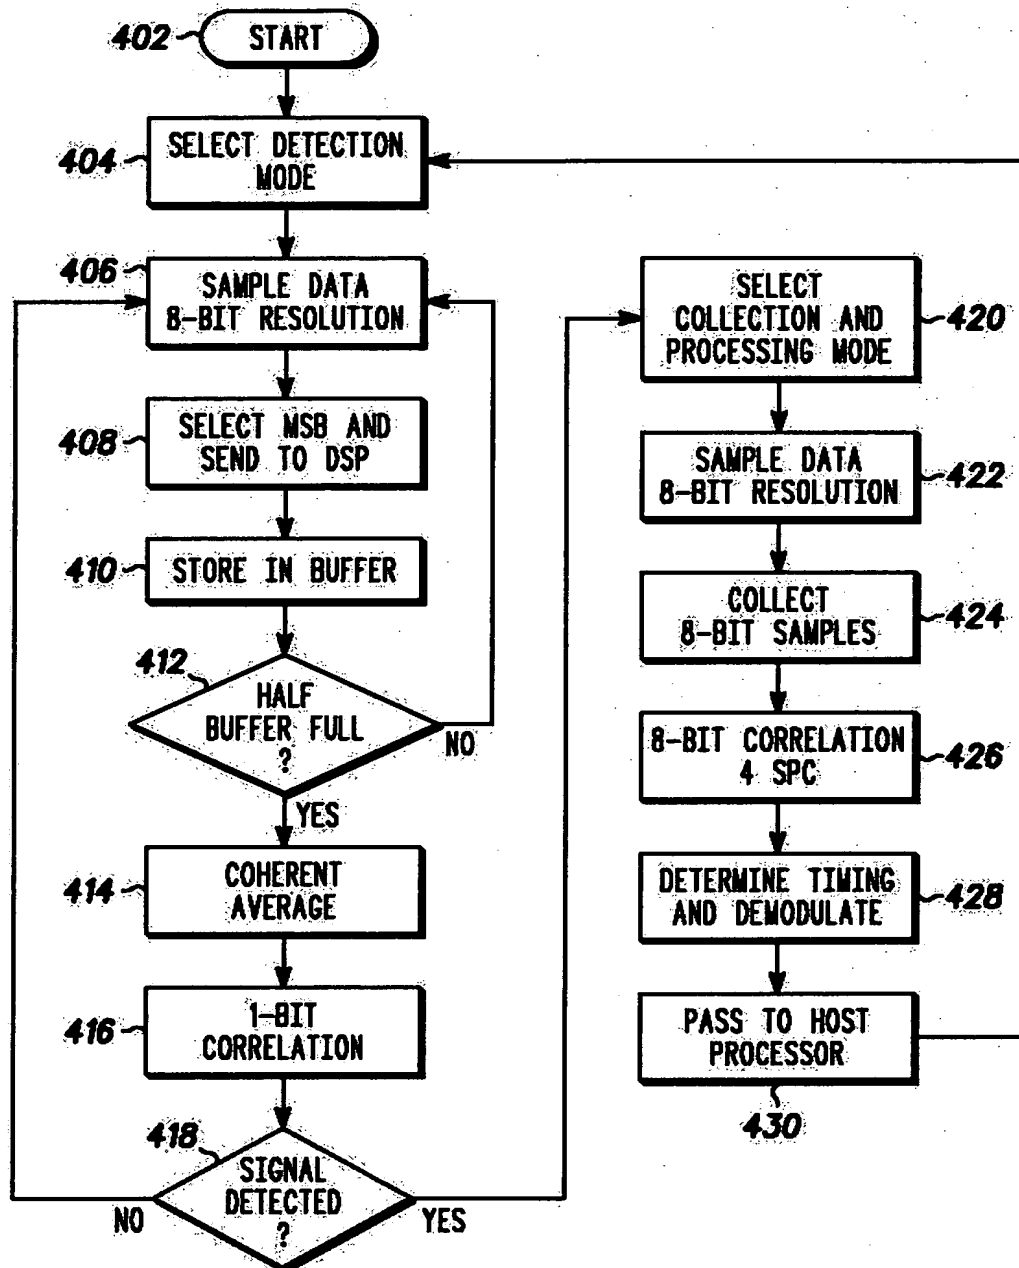 402
START
404
SELECT DETECTION
MODE
406
SAMPLE DATA
8-BIT RESOLUTION
408
SELECT MSB AND
SEND TO DSP
410
STORE IN BUFFER
412
HALF
BUFFER FULL
?
NO
YES
414
COHERENT
AVERAGE
416
1-BIT
CORRELATION
418
SIGNAL
DETECTED
?
NO
YES
SELECT
COLLECTION AND
PROCESSING MODE
420
SAMPLE DATA
8-BIT RESOLUTION
422
COLLECT
8-BIT SAMPLES
424
8-BIT CORRELATION
4 SPC
426
DETERMINE TIMING
AND DEMODULATE
428
PASS TO HOST
PROCESSOR
430